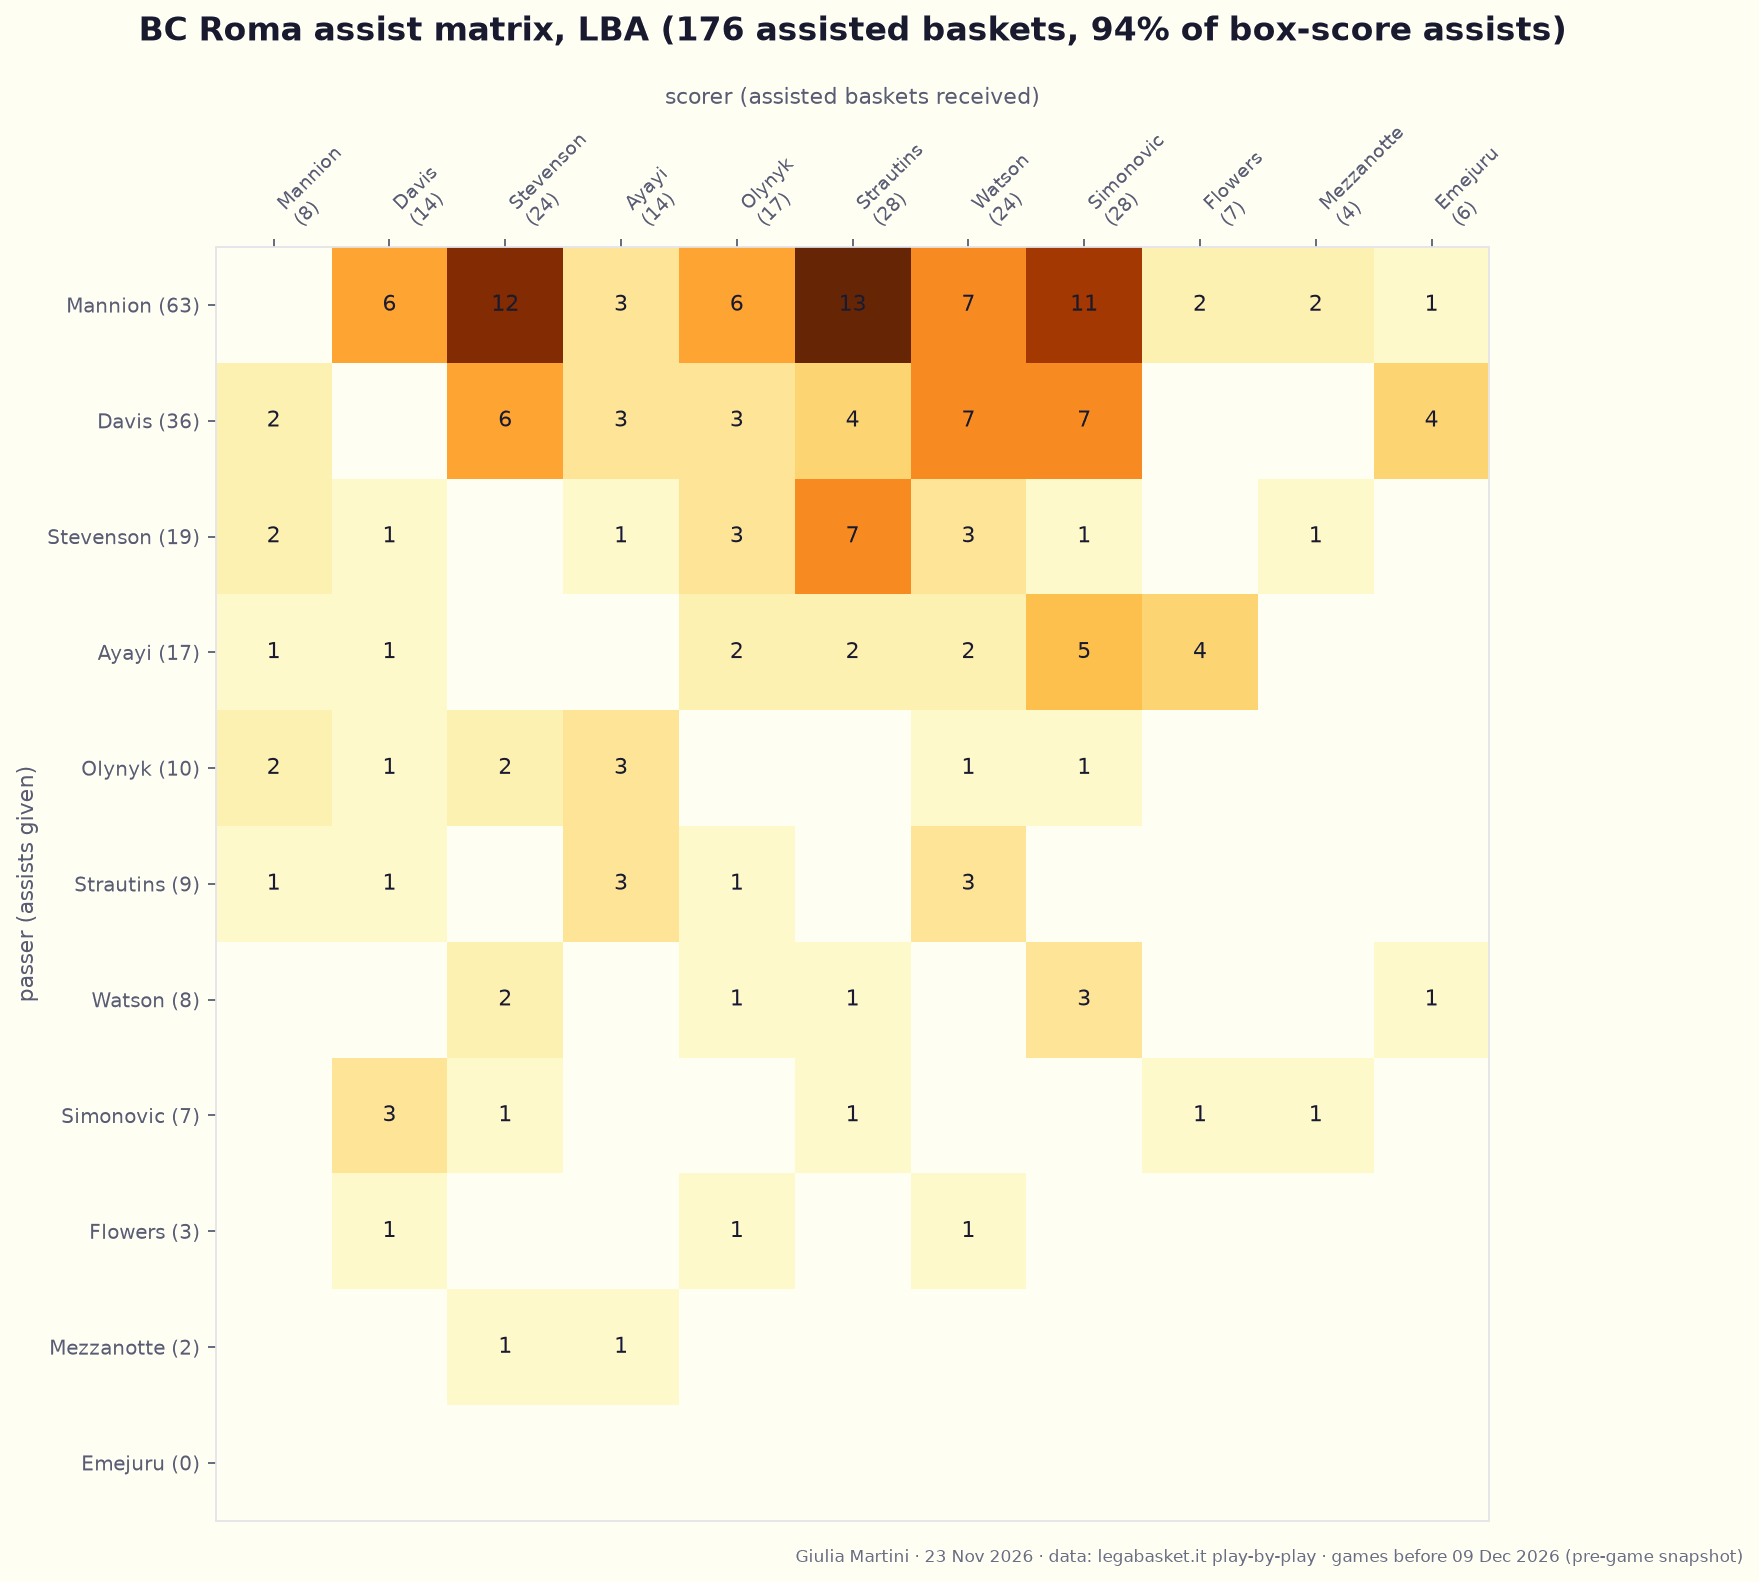 BC Roma assist matrix, LBA (176 assisted baskets, 94% of box-score assists)
scorer (assisted baskets received)
Mannion
(8)
Davis
(14)
Stevenson
(24)
Ayayi
(14)
Olynyk
(17)
Strautins
(28)
Watson
(24)
Simonovic
(28)
Flowers
(7)
Mezzanotte
(4)
Emejuru
(6)
passer (assists given)
Mannion (63) 6 12 3 6 13 7 11 2 2 1
Davis (36) 2 6 3 3 4 7 7 4
Stevenson (19) 2 1 1 3 7 3 1 1
Ayayi (17) 1 1 2 2 2 5 4
Olynyk (10) 2 1 2 3 1 1
Strautins (9) 1 1 3 1 3
Watson (8) 2 1 1 3 1
Simonovic (7) 3 1 1 1 1
Flowers (3) 1 1 1
Mezzanotte (2) 1 1
Emejuru (0)
Giulia Martini · 23 Nov 2026 · data: legabasket.it play-by-play · games before 09 Dec 2026 (pre-game snapshot)